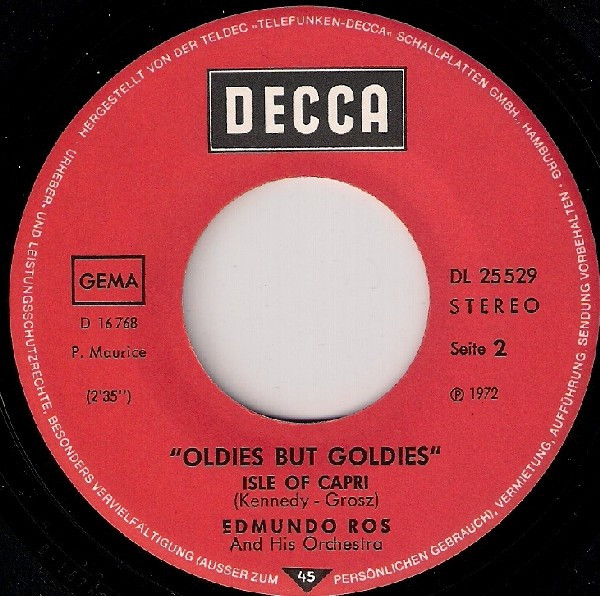 HERGESTELLT VON DER TELDEC »TELEFUNKEN-DECCA« SCHALLPLATTEN GMBH., HAMBURG
URHEBER- UND LEISTUNGSSCHUTZRECHTE, BESONDERS VERVIELFÄLTIGUNG (AUSSER ZUM PERSÖNLICHEN GEBRAUCH), VERMIETUNG, AUFFÜHRUNG, SENDUNG VORBEHALTEN ·
DECCA
GEMA
D 16 768
P. Maurice
(2'35")
DL 25 529
STEREO
Seite 2
Ⓟ 1972
"OLDIES BUT GOLDIES"
ISLE OF CAPRI
(Kennedy - Grosz)
EDMUNDO ROS
And His Orchestra
45